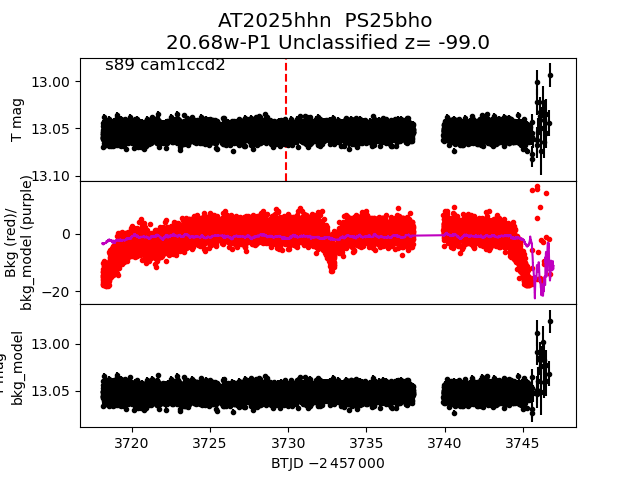 AT2025hhn  PS25bho
20.68w-P1 Unclassified z= -99.0
s89 cam1ccd2
T mag
13.00
13.05
13.10
Bkg (red)/
bkg_model (purple)
0
−20
mag
bkg_model
13.00
13.05
3720 3725 3730 3735 3740 3745
BTJD −2 457 000